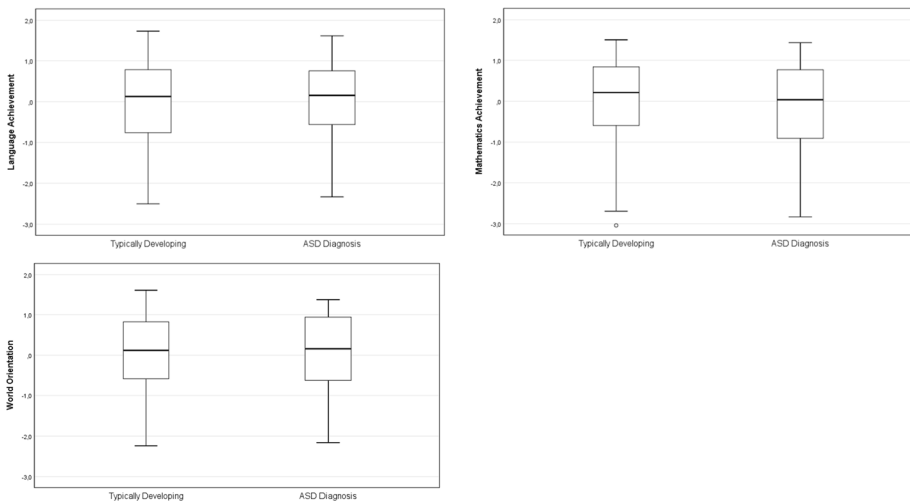 Language Achievement
2,0
1,0
,0
-1,0
-2,0
-3,0
Typically Developing
ASD Diagnosis
Mathematics Achievement
2,0
1,0
,0
-1,0
-2,0
-3,0
Typically Developing
ASD Diagnosis
World Orientation
2,0
1,0
,0
-1,0
-2,0
-3,0
Typically Developing
ASD Diagnosis